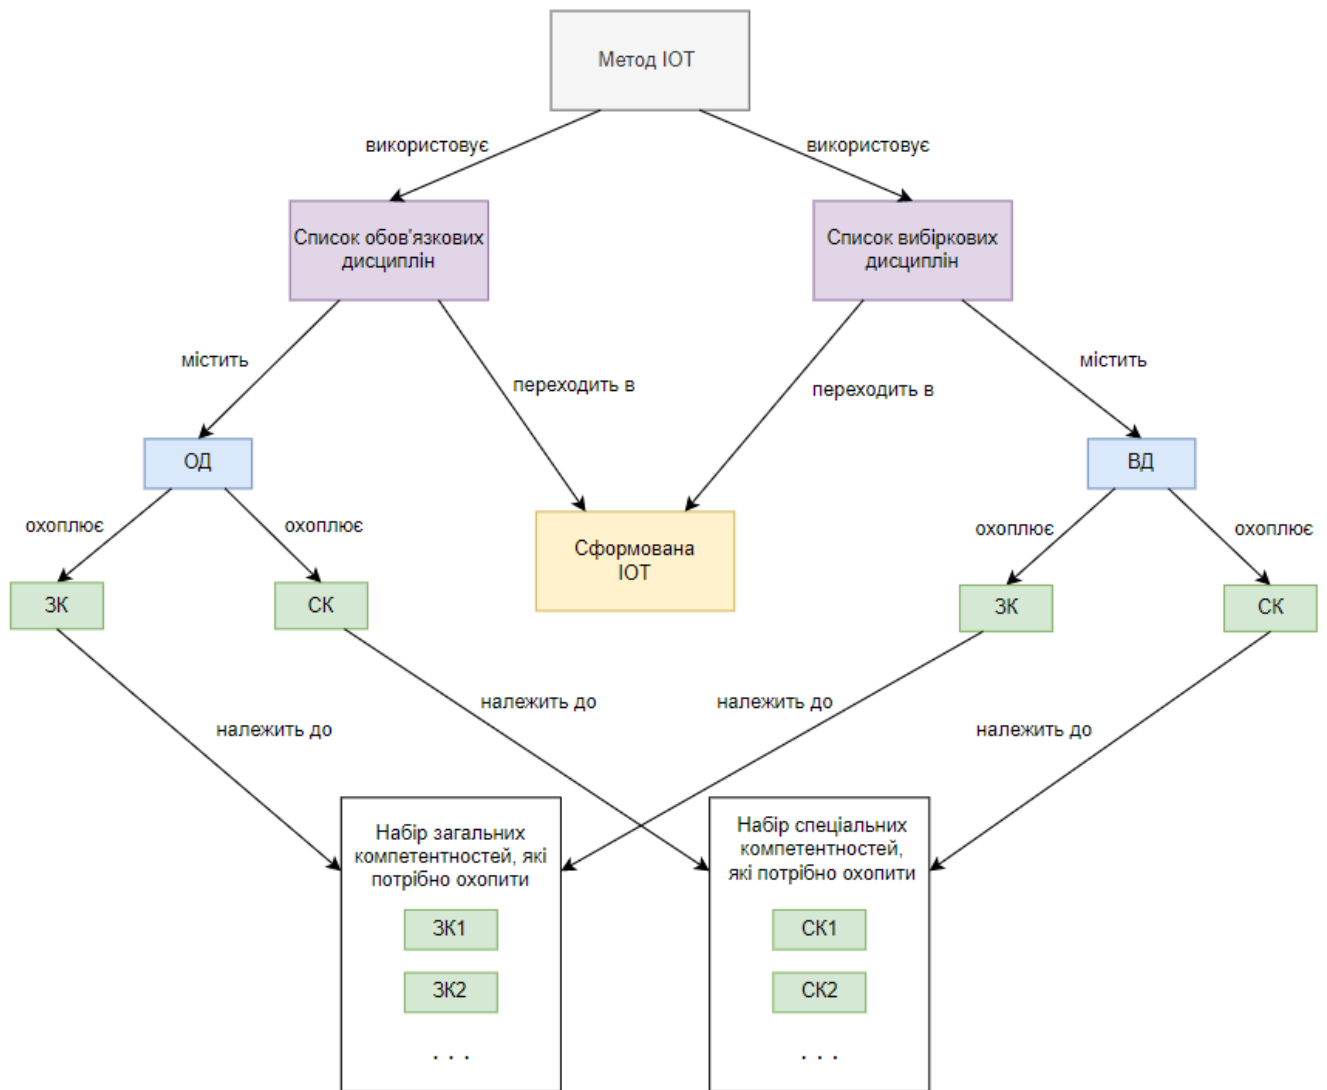 Метод ІОТ
використовує
використовує
Список обов'язкових
дисциплін
Список вибіркових
дисциплін
містить
переходить в
переходить в
містить
ОД
ВД
охоплює
охоплює
Сформована
ІОТ
охоплює
охоплює
ЗК
СК
ЗК
СК
належить до
належить до
належить до
належить до
Набір загальних
компетентностей, які
потрібно охопити
ЗК1
ЗК2
. . .
Набір спеціальних
компетентностей,
які потрібно охопити
СК1
СК2
. . .